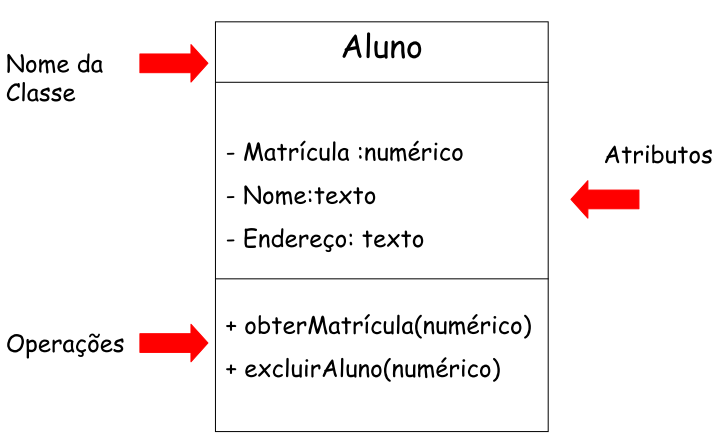 Aluno
Nome da
Classe
- Matrícula :numérico
- Nome:texto
- Endereço: texto
Atributos
+ obterMatrícula(numérico)
+ excluirAluno(numérico)
Operações